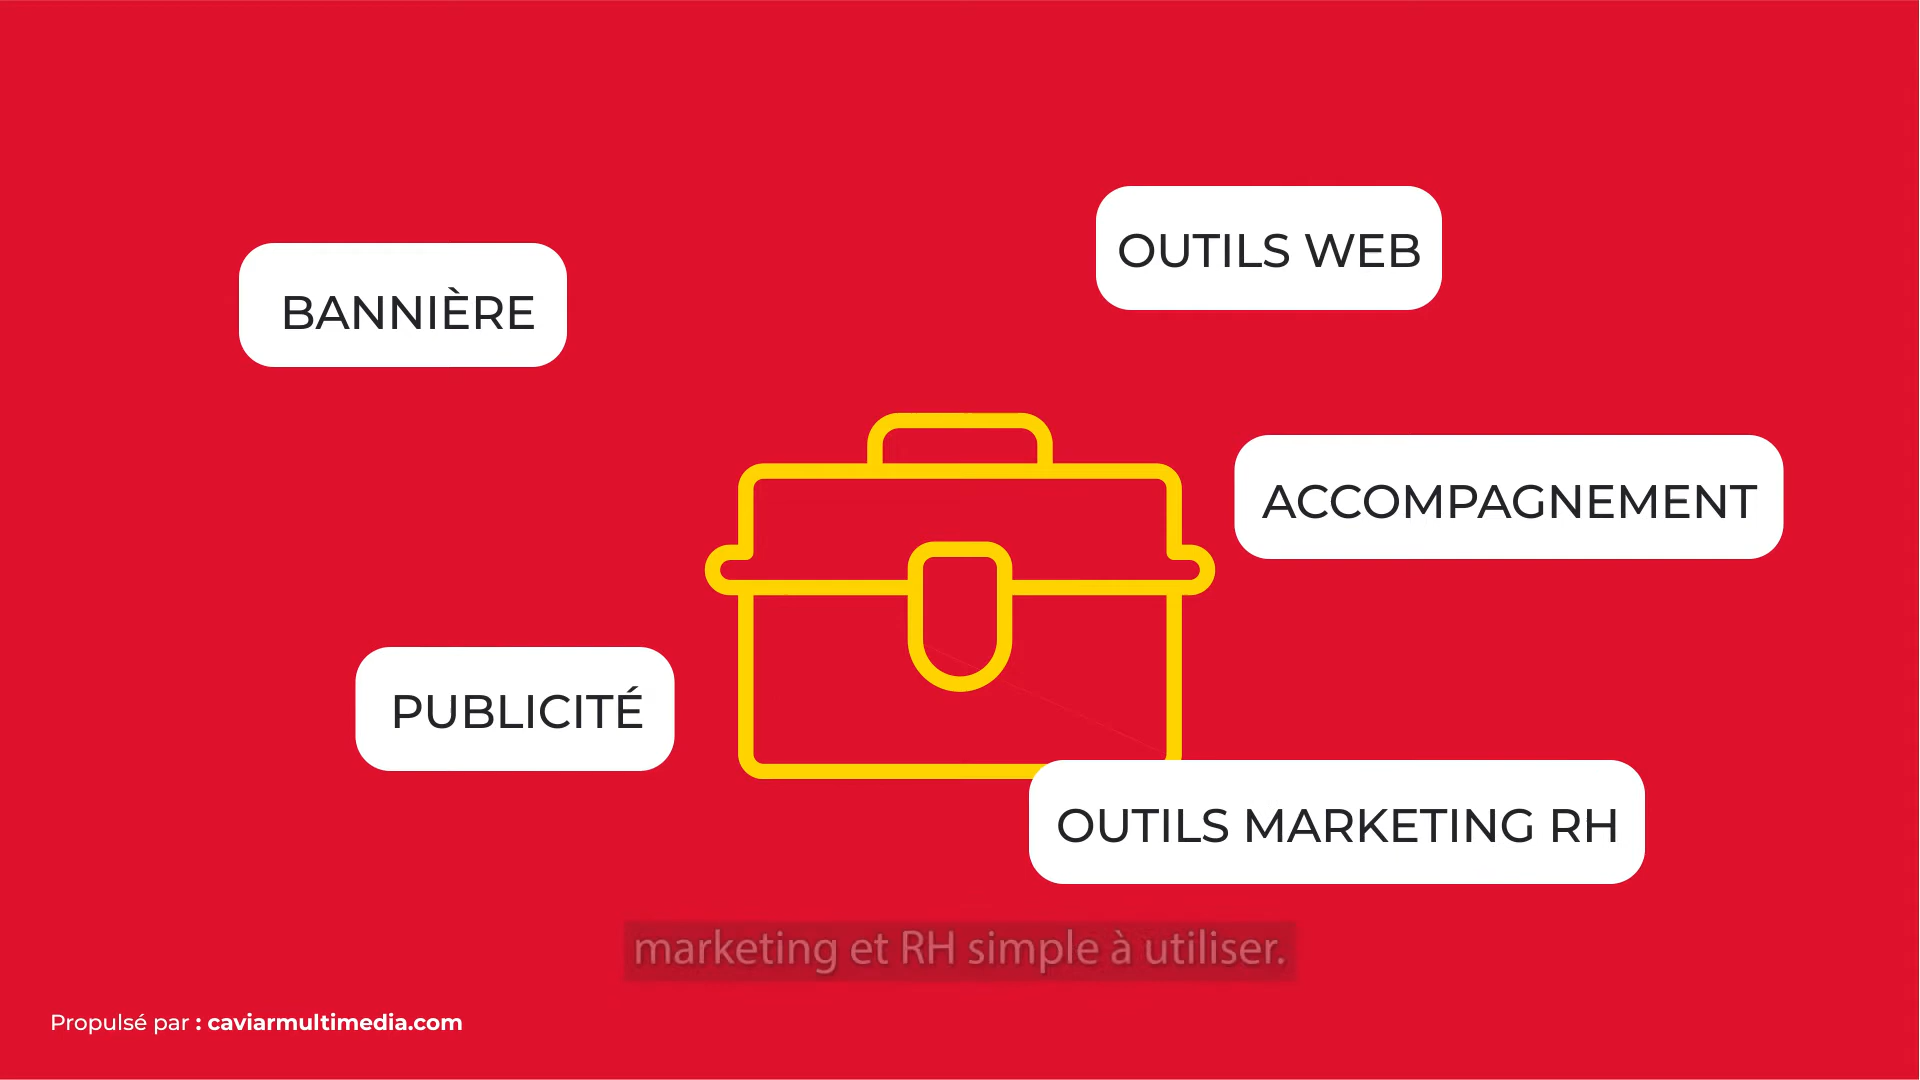 OUTILS WEB
BANNIÈRE
ACCOMPAGNEMENT
PUBLICITÉ
OUTILS MARKETING RH
marketing et RH simple à utiliser.
Propulsé par : caviarmultimedia.com